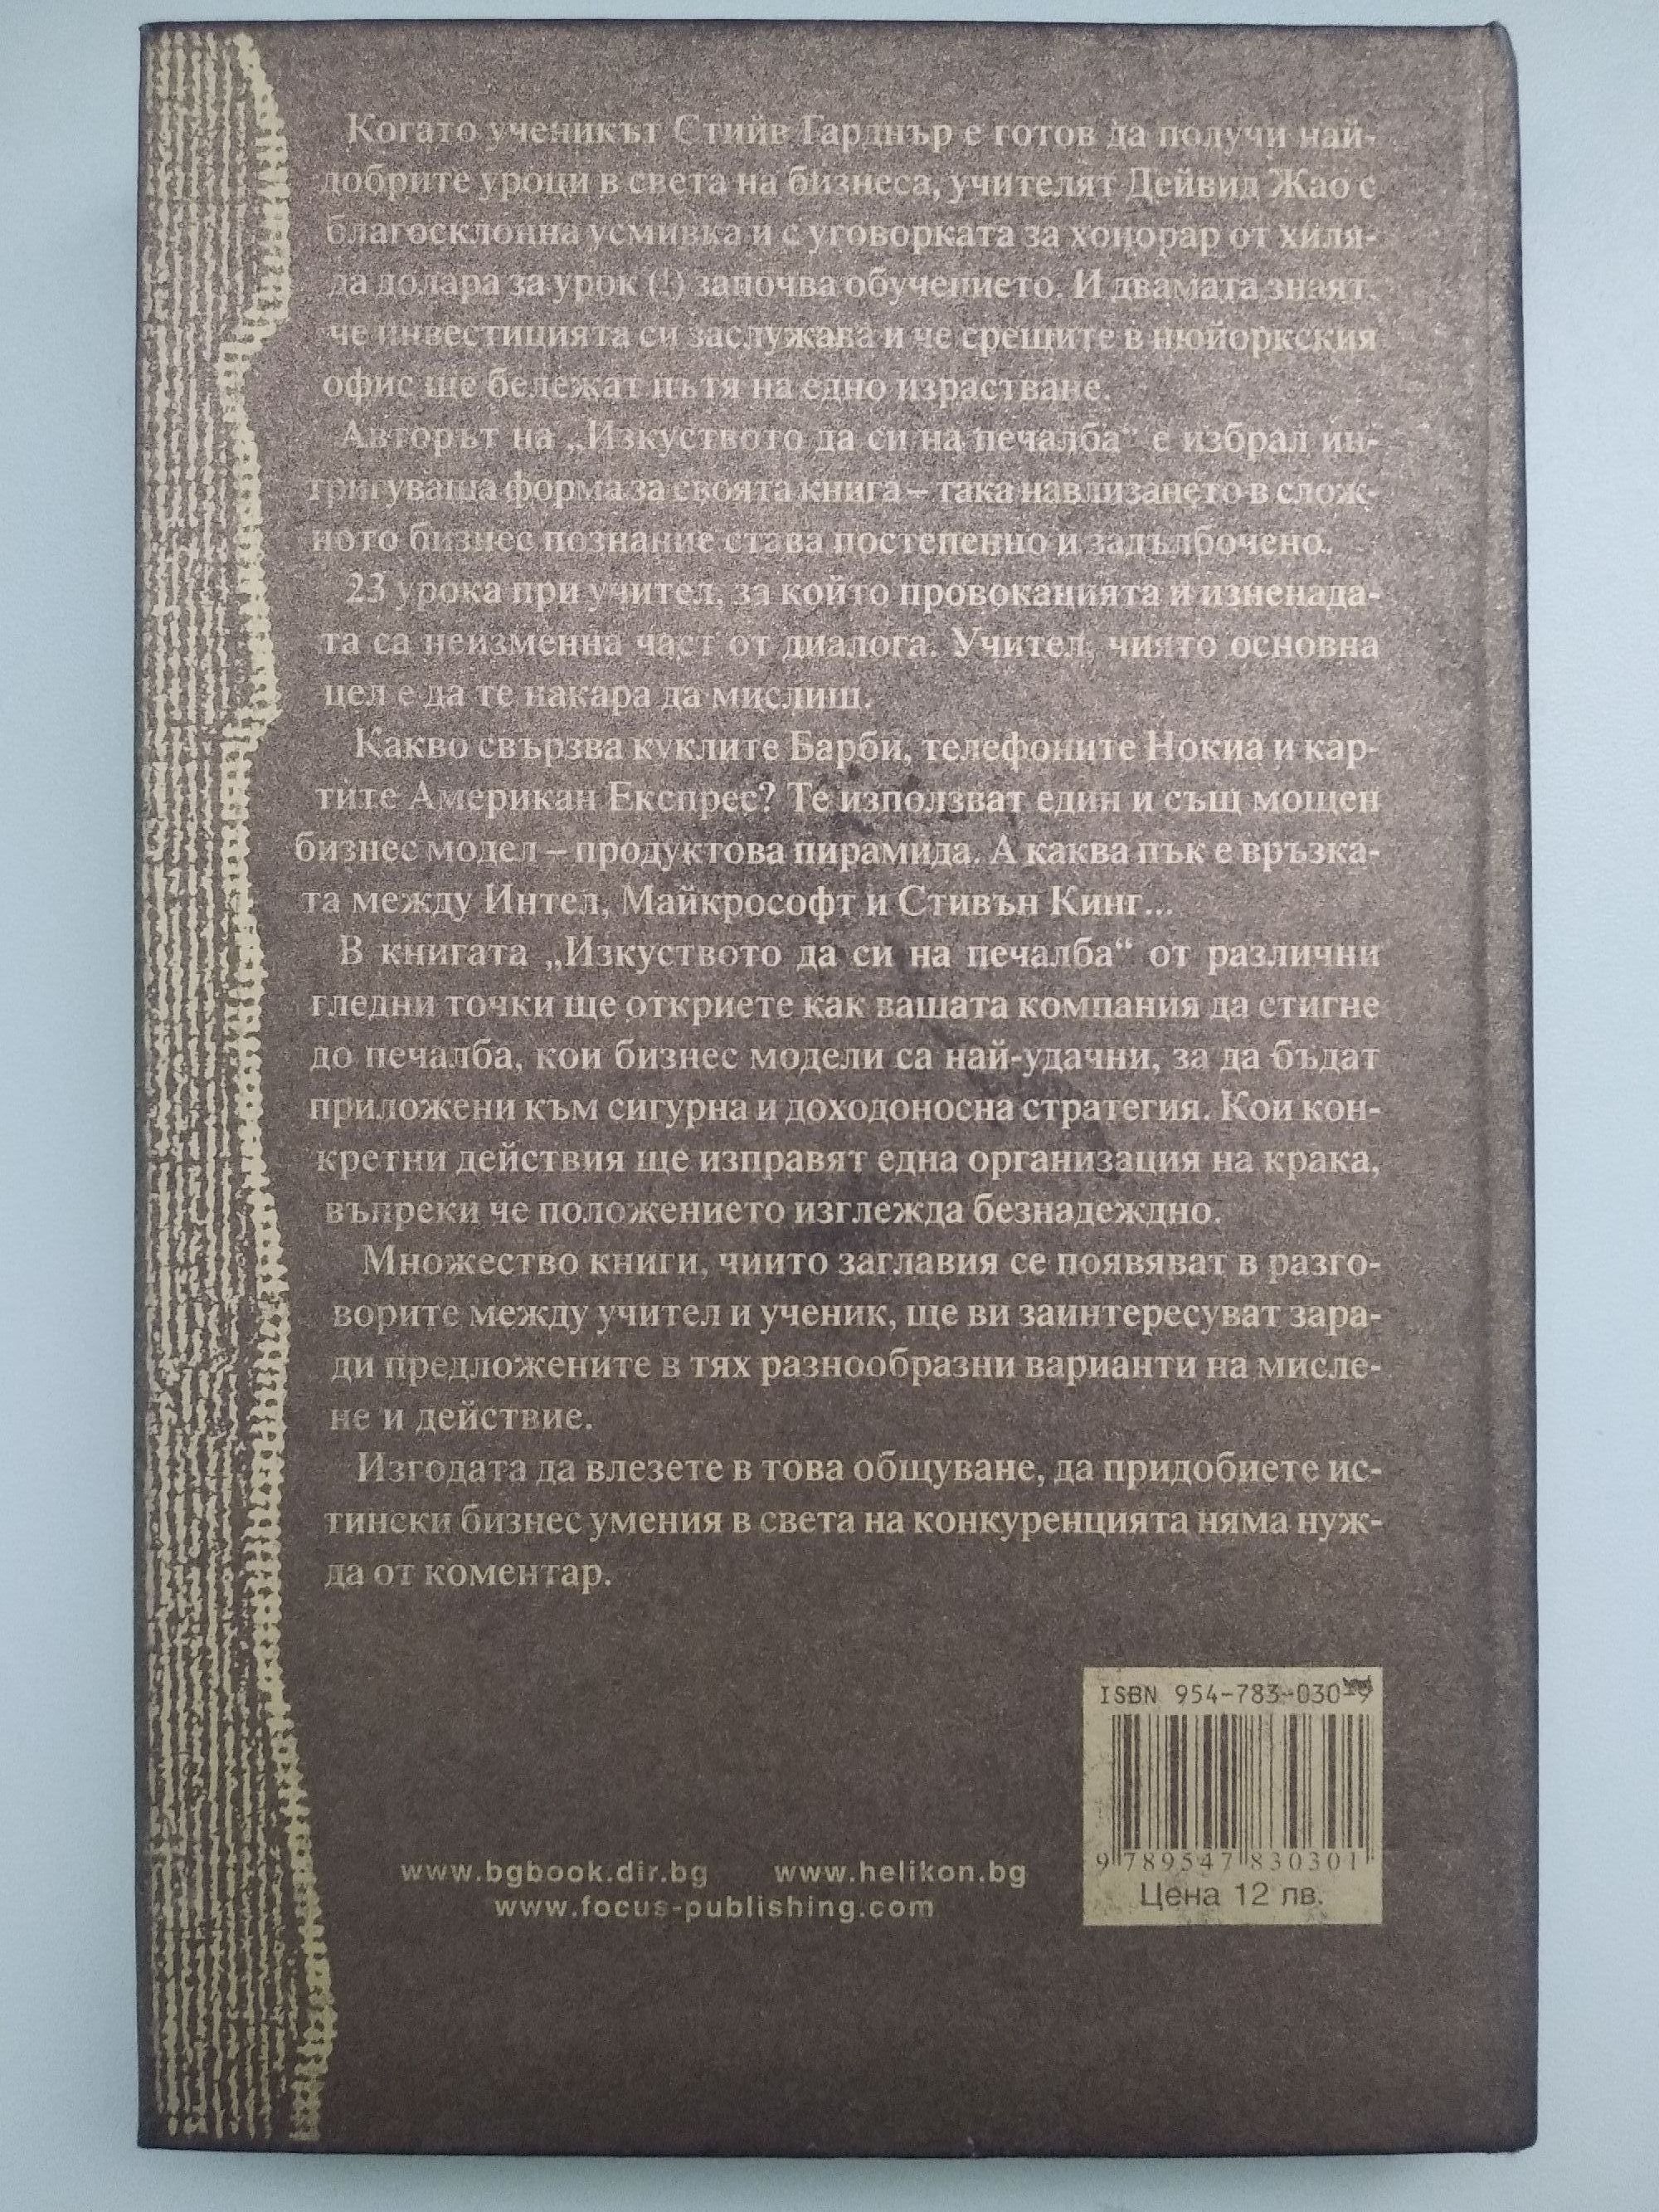 Когато ученикът Стийв Гарднър е готов да получи най-
добрите уроци в света на бизнеса, учителят Дейвид Жао с
благосклонна усмивка и с уговорката за хонорар от хиля-
да долара за урок (!) започва обучението. И двамата знаят,
че инвестицията си заслужава и че срещите в нюйоркския
офис ще бележат пътя на едно израстване.
Авторът на „Изкуството да си на печалба“ е избрал ин-
тригуваща форма за своята книга – така навлизането в слож-
ното бизнес познание става постепенно и задълбочено.
23 урока при учител, за който провокацията и изненада-
та са неизменна част от диалога. Учител, чиято основна
цел е да те накара да мислиш.
Какво свързва куклите Барби, телефоните Нокиа и кар-
тите Американ Експрес? Те използват един и същ мощен
бизнес модел – продуктова пирамида. А каква пък е връзка-
та между Интел, Майкрософт и Стивън Кинг...
В книгата „Изкуството да си на печалба“ от различни
гледни точки ще откриете как вашата компания да стигне
до печалба, кои бизнес модели са най-удачни, за да бъдат
приложени към сигурна и доходоносна стратегия. Кои кон-
кретни действия ще изправят една организация на крака,
въпреки че положението изглежда безнадеждно.
Множество книги, чиито заглавия се появяват в разго-
ворите между учител и ученик, ще ви заинтересуват зара-
ди предложените в тях разнообразни варианти на мисле-
не и действие.
Изгодата да влезете в това общуване, да придобиете ис-
тински бизнес умения в света на конкуренцията няма нуж-
да от коментар.
ISBN 954-783-030-9
9 789547 830301
Цена 12 лв.
www.bgbook.dir.bg www.helikon.bg
www.focus-publishing.com